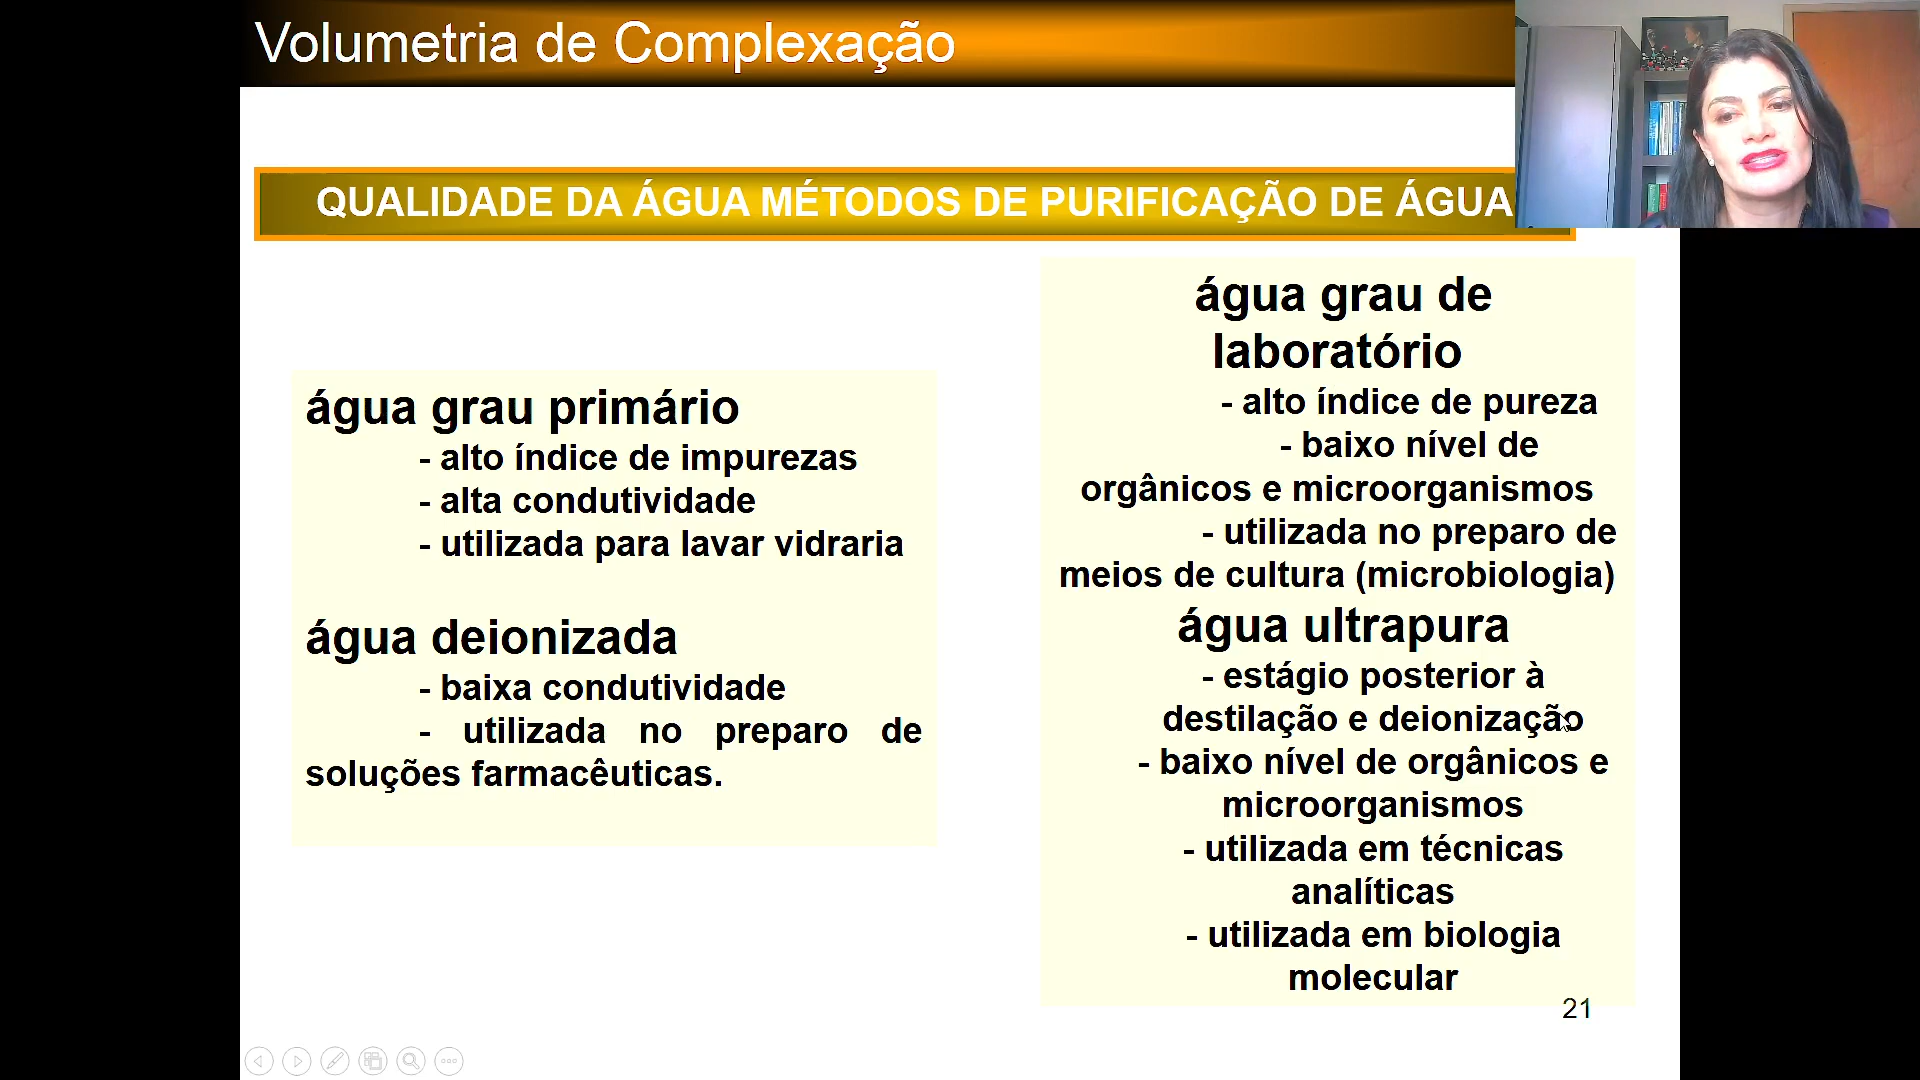 Volumetria de Complexação
QUALIDADE DA ÁGUA MÉTODOS DE PURIFICAÇÃO DE ÁGUA
água grau primário
- alto índice de impurezas
- alta condutividade
- utilizada para lavar vidraria
água deionizada
- baixa condutividade
- utilizada no preparo de
soluções farmacêuticas.
água grau de
laboratório
- alto índice de pureza
- baixo nível de
orgânicos e microorganismos
- utilizada no preparo de
meios de cultura (microbiologia)
água ultrapura
- estágio posterior à
destilação e deionização
- baixo nível de orgânicos e
microorganismos
- utilizada em técnicas
analíticas
- utilizada em biologia
molecular
21